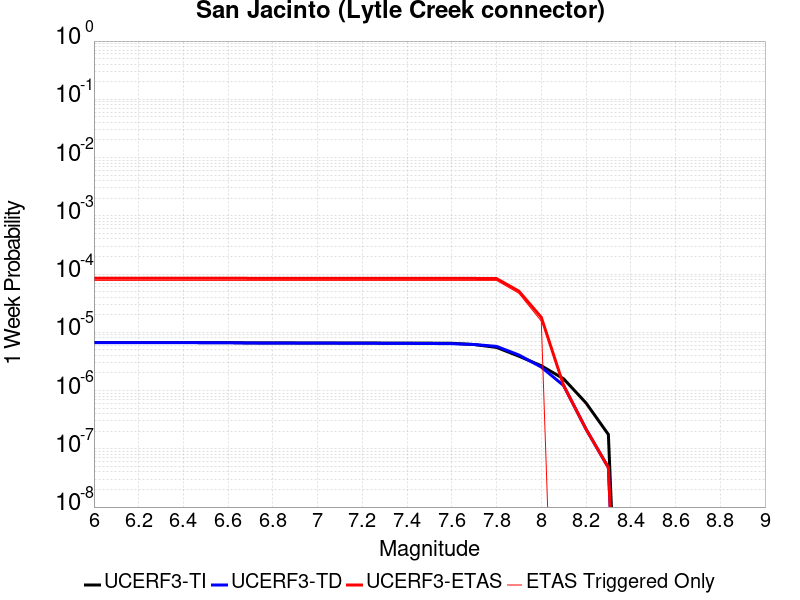 San Jacinto (Lytle Creek connector)
10^0
10^-1
10^-2
10^-3
10^-4
10^-5
10^-6
10^-7
10^-8
1 Week Probability
6 6.2 6.4 6.6 6.8 7 7.2 7.4 7.6 7.8 8 8.2 8.4 8.6 8.8 9
Magnitude
UCERF3-TI UCERF3-TD UCERF3-ETAS ETAS Triggered Only